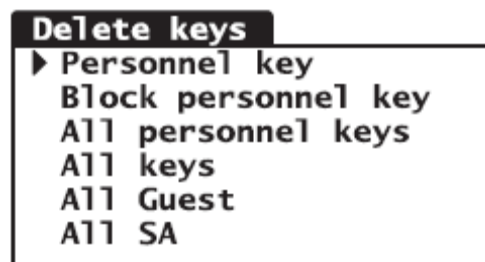 Delete keys
Personnel key
Block personnel key
All personnel keys
All keys
All Guest
All SA